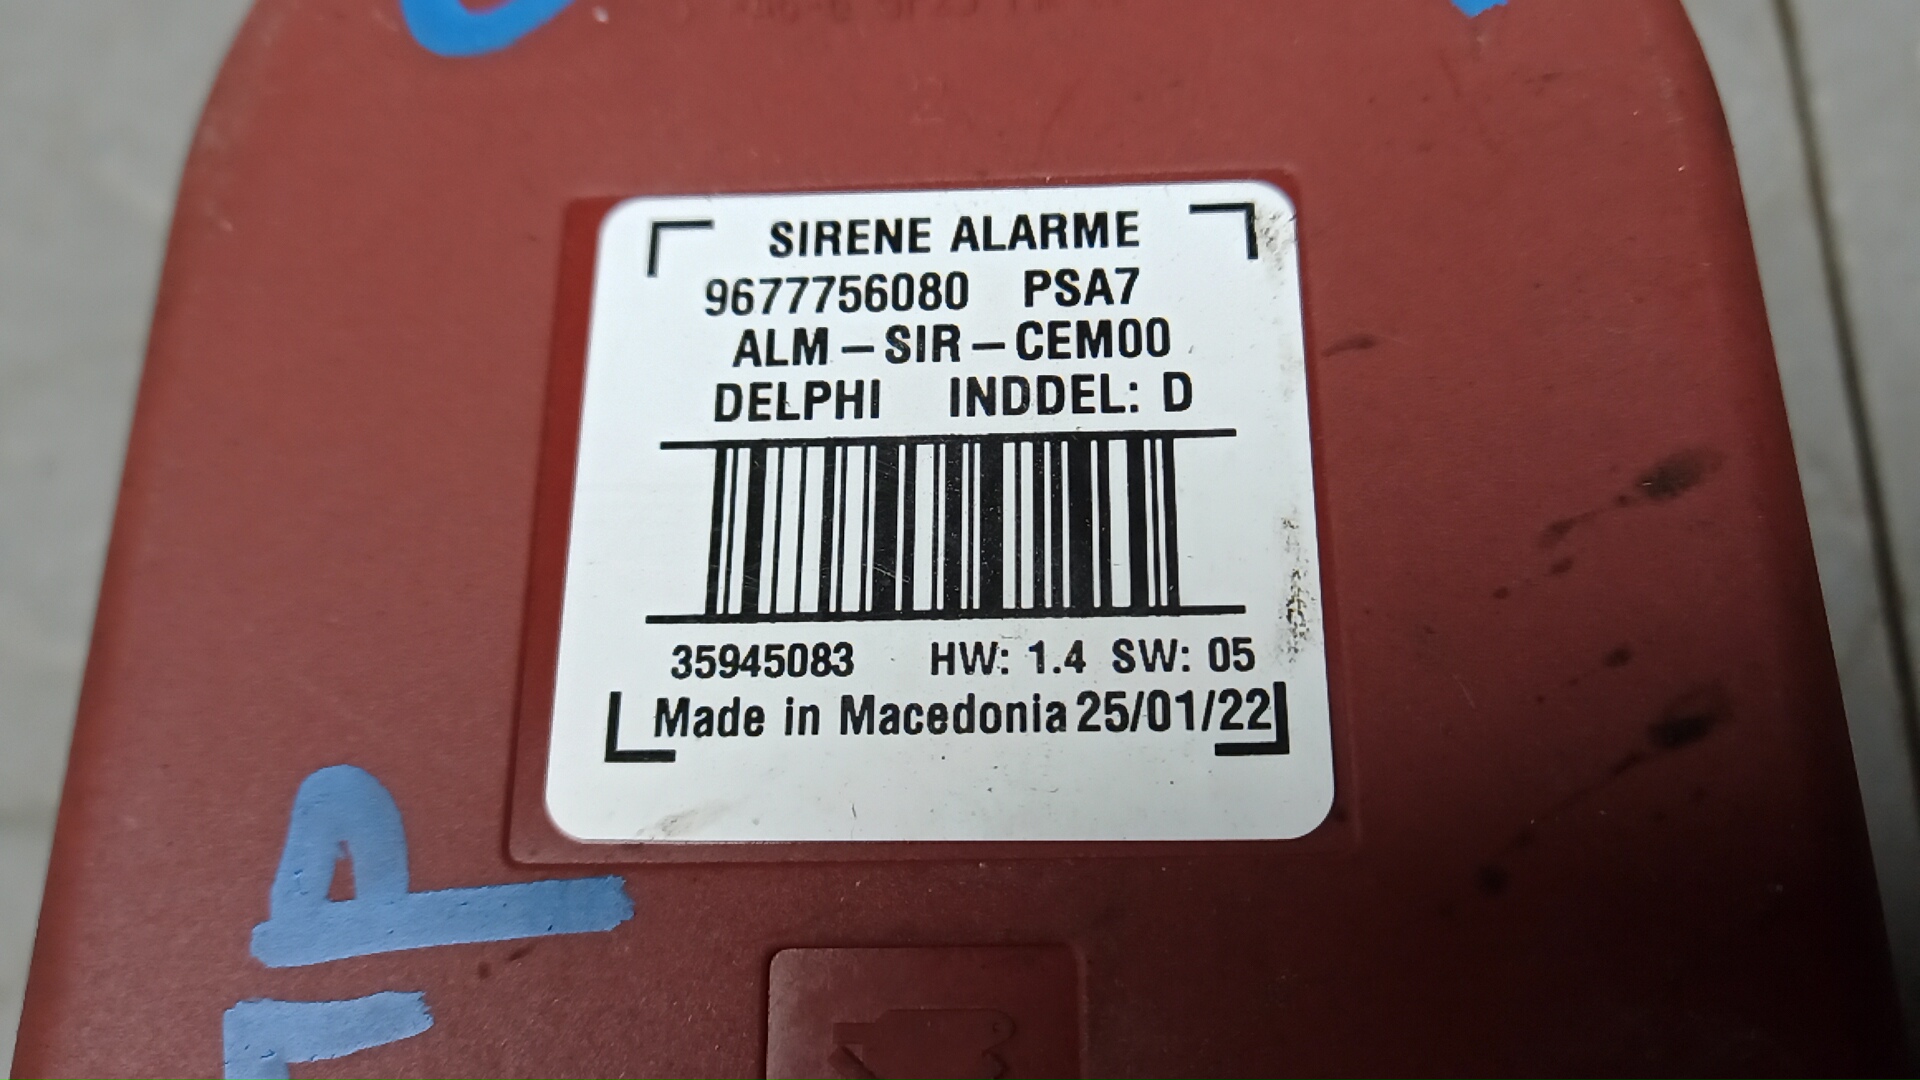 SIRENE ALARME
9677756080 PSA7
ALM-SIR-CEM00
DELPHI INDDEL: D
35945083 HW: 1.4 SW: 05
Made in Macedonia 25/01/22